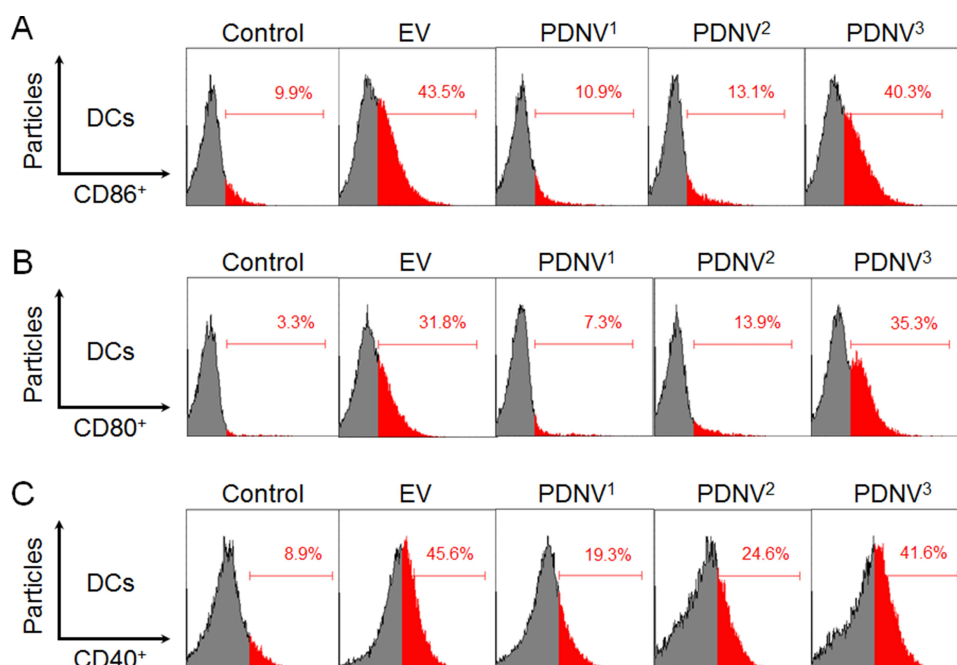 A
Control EV PDNV¹ PDNV² PDNV³
Particles
DCs
9.9% 43.5% 10.9% 13.1% 40.3%
CD86⁺
B
Control EV PDNV¹ PDNV² PDNV³
Particles
DCs
3.3% 31.8% 7.3% 13.9% 35.3%
CD80⁺
C
Control EV PDNV¹ PDNV² PDNV³
Particles
DCs
8.9% 45.6% 19.3% 24.6% 41.6%
CD40⁺